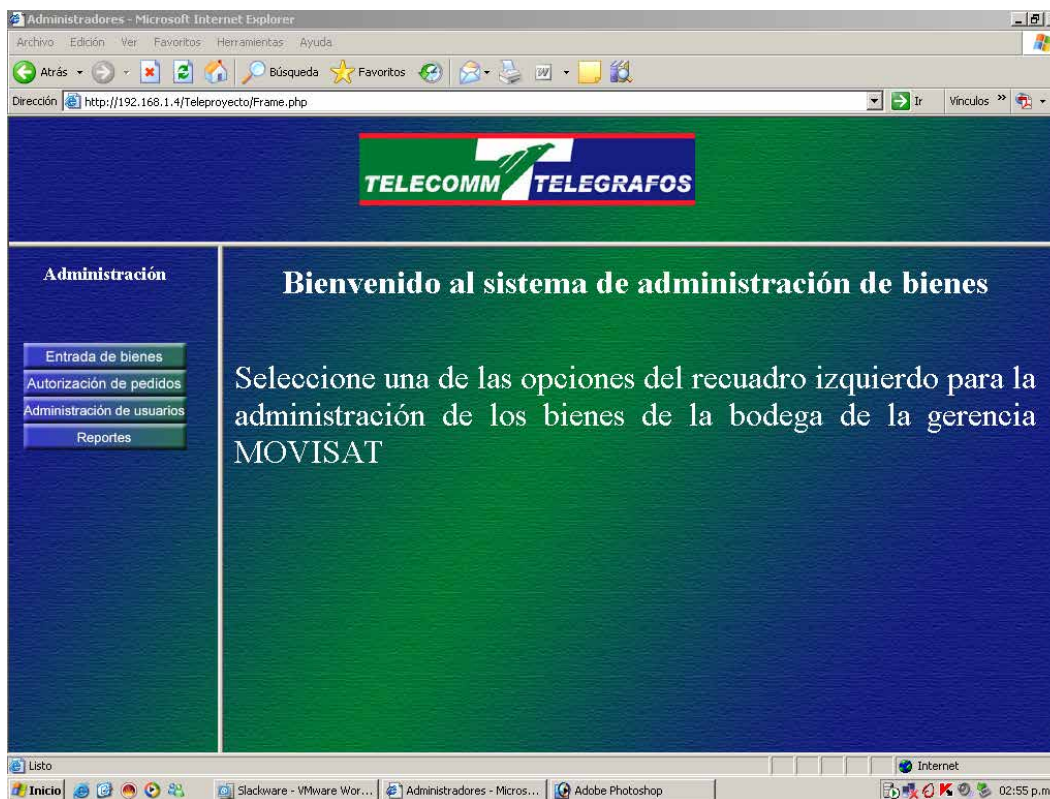 Administradores - Microsoft Internet Explorer
Archivo Edición Ver Favoritos Herramientas Ayuda
Atrás Búsqueda Favoritos
Dirección http://192.168.1.4/Teleproyecto/Frame.php Ir Vínculos »
TELECOMM TELEGRAFOS
Administración
Entrada de bienes
Autorización de pedidos
Administración de usuarios
Reportes
Bienvenido al sistema de administración de bienes
Seleccione una de las opciones del recuadro izquierdo para la
administración de los bienes de la bodega de la gerencia
MOVISAT
Listo Internet
Inicio Slackware - VMware Wor... Administradores - Micros... Adobe Photoshop 02:55 p.m